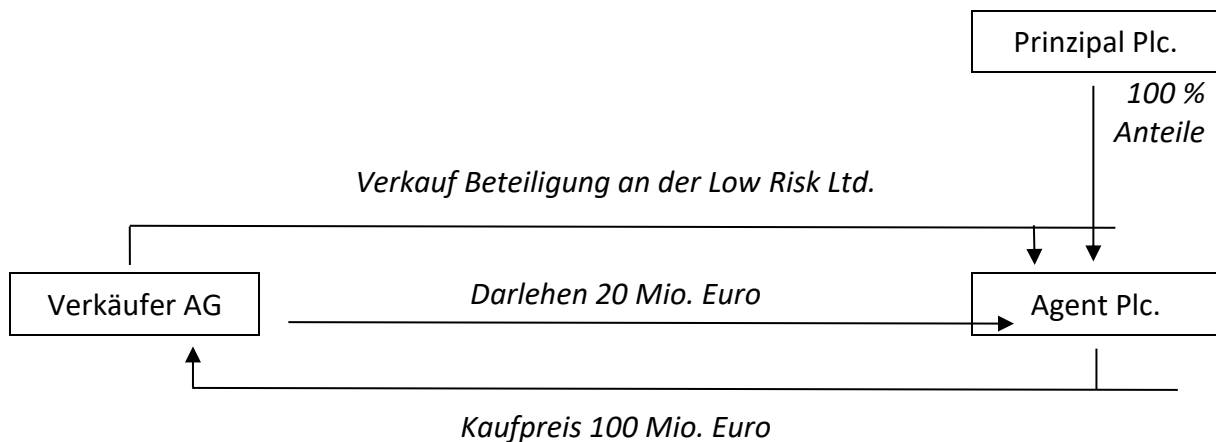 Prinzipal Plc.
100 %
Anteile
Verkauf Beteiligung an der Low Risk Ltd.
Verkäufer AG
Darlehen 20 Mio. Euro
Agent Plc.
Kaufpreis 100 Mio. Euro